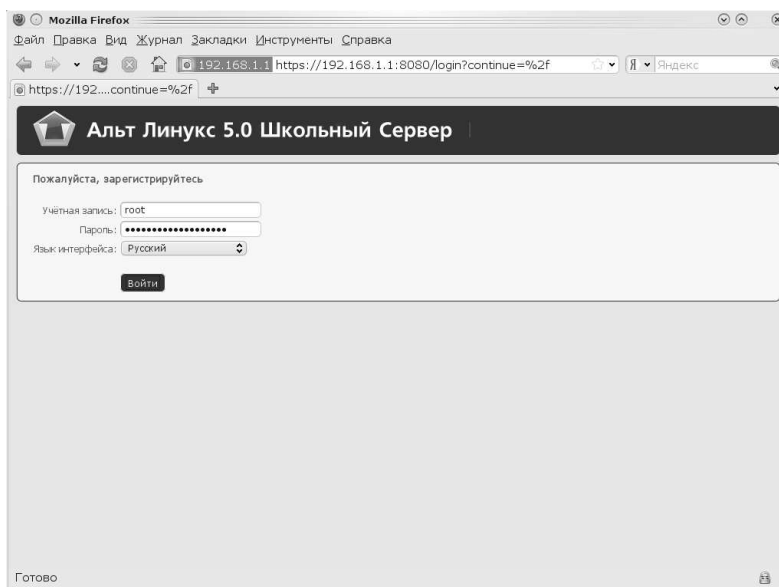 Mozilla Firefox
Файл Правка Вид Журнал Закладки Инструменты Справка
192.168.1.1 https://192.168.1.1:8080/login?continue=%2f Я Яндекс
https://192....continue=%2f
Альт Линукс 5.0 Школьный Сервер
Пожалуйста, зарегистрируйтесь
Учётная запись: root
Пароль: •••••••••••••••••••
Язык интерфейса: Русский
Войти
Готово